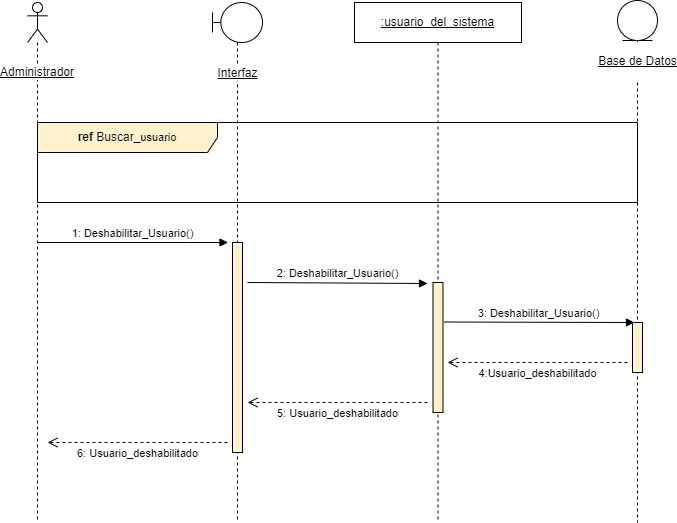 :usuario_del_sistema
Base de Datos
Administrador
Interfaz
ref Buscar_usuario
1: Deshabilitar_Usuario()
2: Deshabilitar_Usuario()
3: Deshabilitar_Usuario()
4:Usuario_deshabilitado
5: Usuario_deshabilitado
6: Usuario_deshabilitado